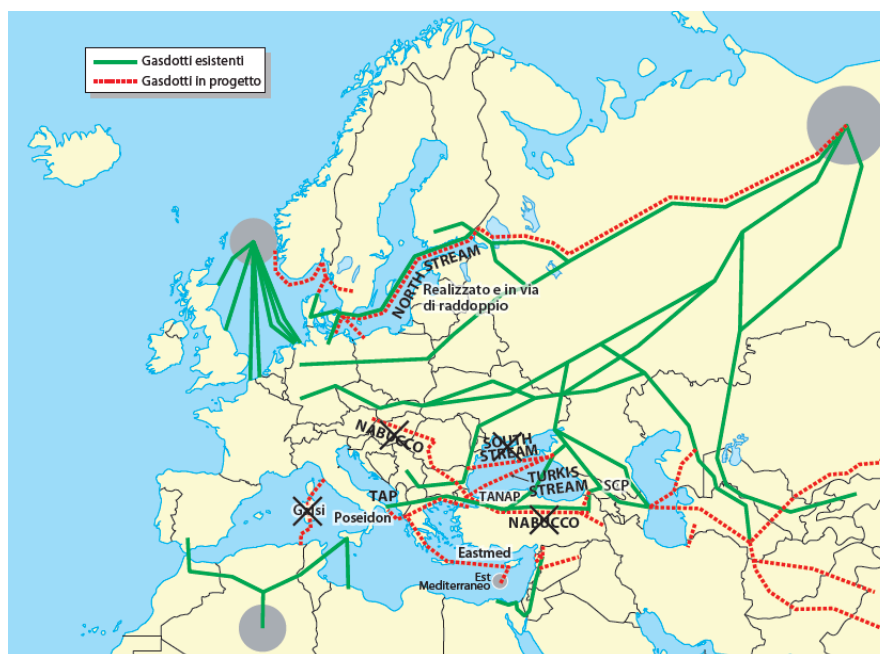 Gasdotti esistenti
Gasdotti in progetto
NORTH STREAM
Realizzato e in via
di raddoppio
NABUCCO
SOUTH
STREAM
TURKIS
STREAM
TAP
TANAP
SCP
Galsi
Poseidon
NABUCCO
Eastmed
Est
Mediterraneo